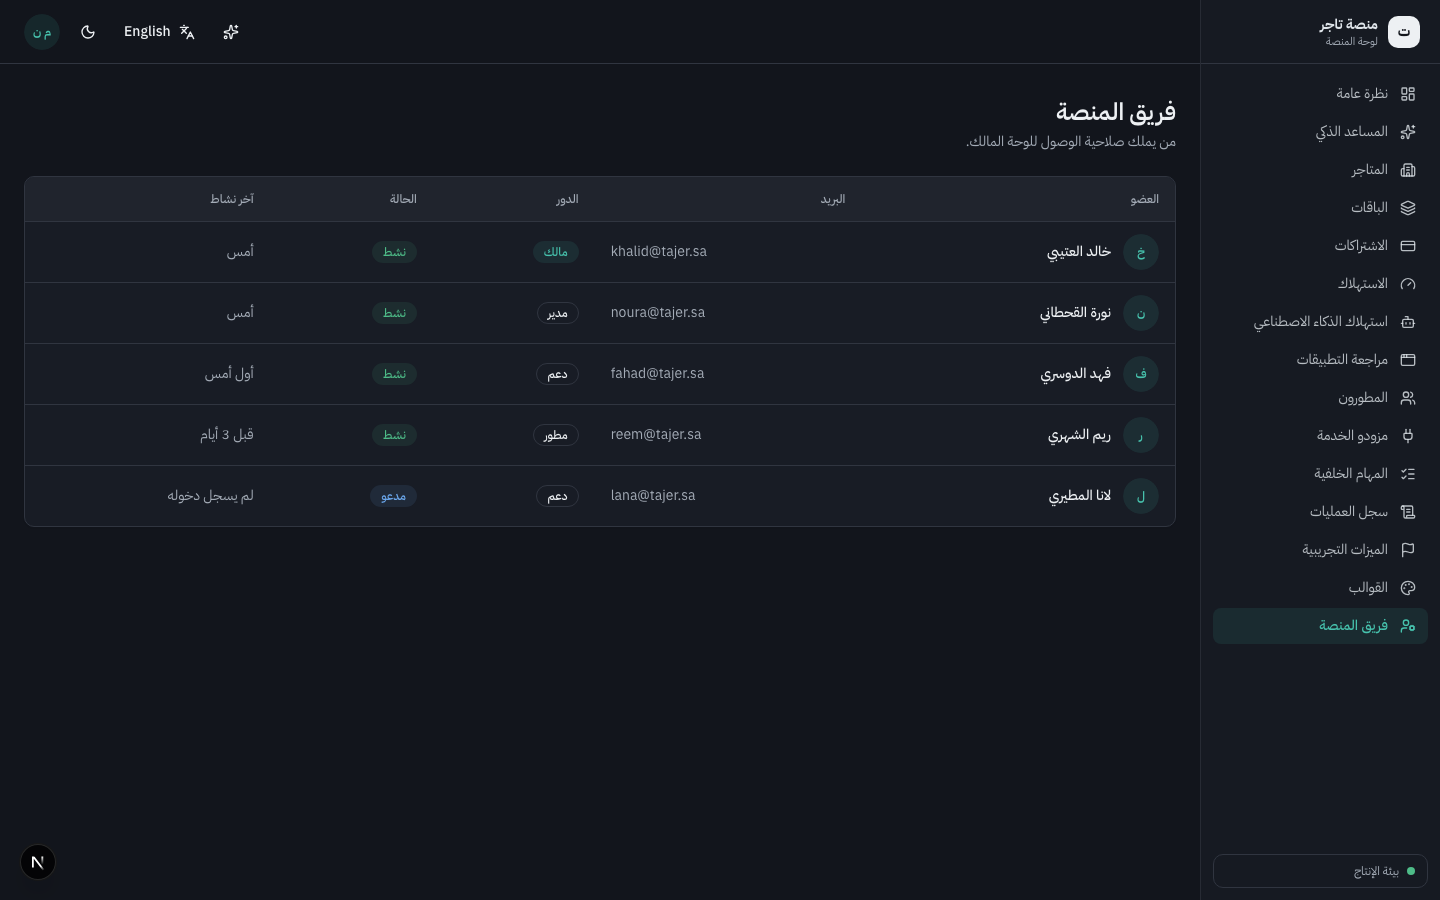 ت
منصة تاجر
لوحة المنصة
English
م ن
نظرة عامة
المساعد الذكي
المتاجر
الباقات
الاشتراكات
الاستهلاك
استهلاك الذكاء الاصطناعي
مراجعة التطبيقات
المطورون
مزودو الخدمة
المهام الخلفية
سجل العمليات
الميزات التجريبية
القوالب
فريق المنصة
بيئة الإنتاج
فريق المنصة
من يملك صلاحية الوصول للوحة المالك.
العضو البريد الدور الحالة آخر نشاط
خ خالد العتيبي khalid@tajer.sa مالك نشط أمس
ن نورة القحطاني noura@tajer.sa مدير نشط أمس
ف فهد الدوسري fahad@tajer.sa دعم نشط أول أمس
ر ريم الشهري reem@tajer.sa مطور نشط قبل 3 أيام
ل لانا المطيري lana@tajer.sa دعم مدعو لم يسجل دخوله
N